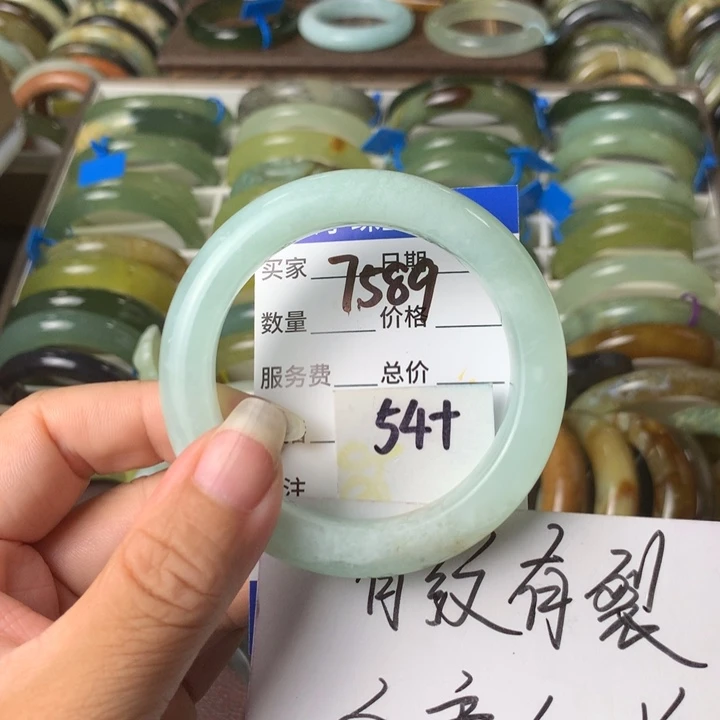 买家 日期
7589
数量 价格
服务费 总价
54+
注
有纹有裂